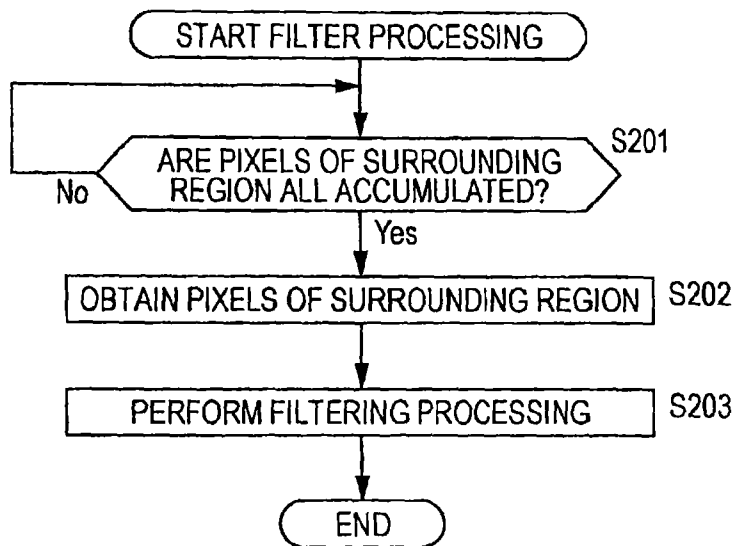 START FILTER PROCESSING
ARE PIXELS OF SURROUNDING
REGION ALL ACCUMULATED?
S201
No
Yes
OBTAIN PIXELS OF SURROUNDING REGION
S202
PERFORM FILTERING PROCESSING
S203
END